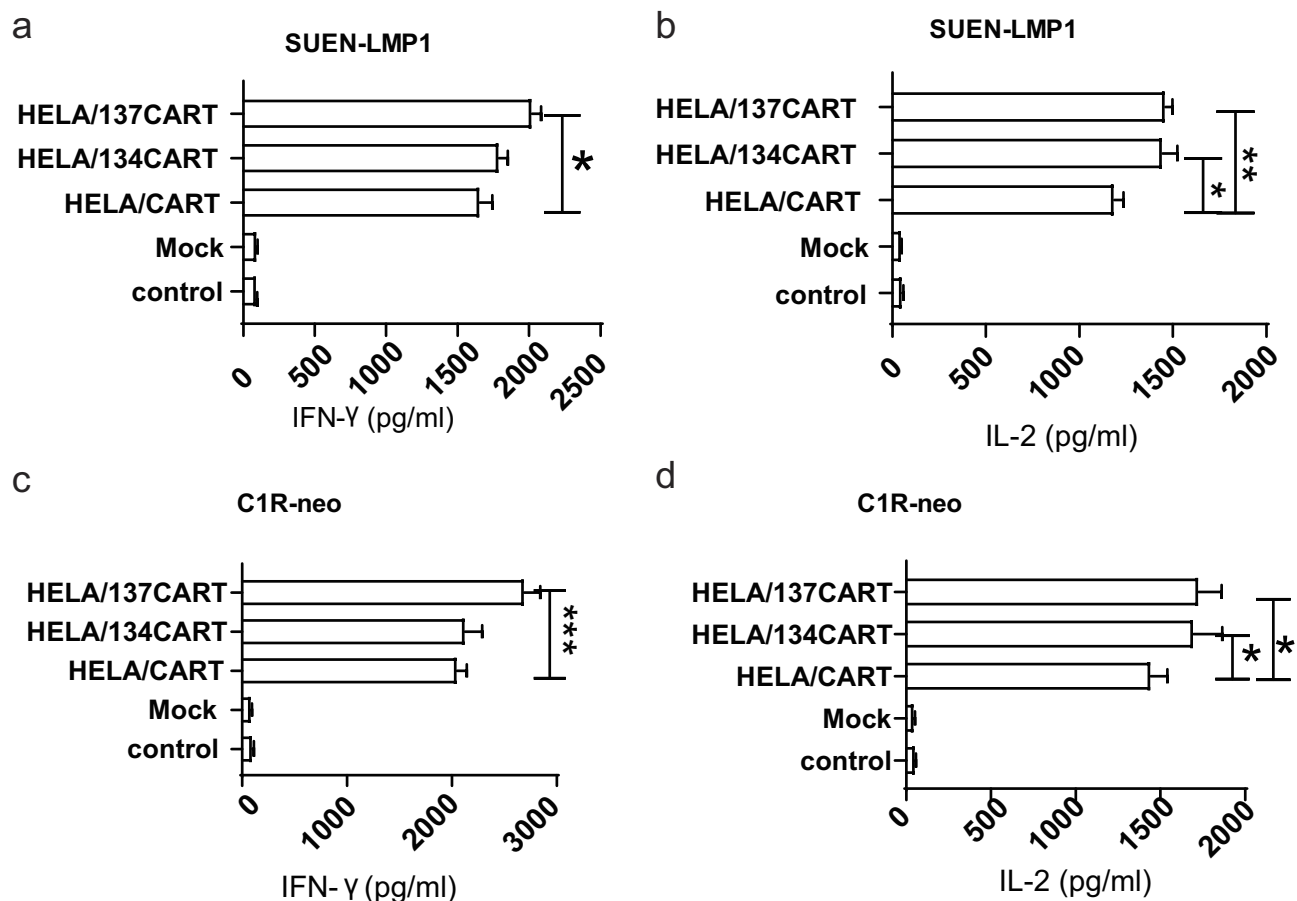 a
SUEN-LMP1
HELA/137CART
HELA/134CART
HELA/CART
Mock
control
*
0 500 1000 1500 2000 2500
IFN-γ (pg/ml)
b
SUEN-LMP1
HELA/137CART
HELA/134CART
HELA/CART
Mock
control
* **
0 500 1000 1500 2000
IL-2 (pg/ml)
c
C1R-neo
HELA/137CART
HELA/134CART
HELA/CART
Mock
control
***
0 1000 2000 3000
IFN- γ (pg/ml)
d
C1R-neo
HELA/137CART
HELA/134CART
HELA/CART
Mock
control
* *
0 500 1000 1500 2000
IL-2 (pg/ml)